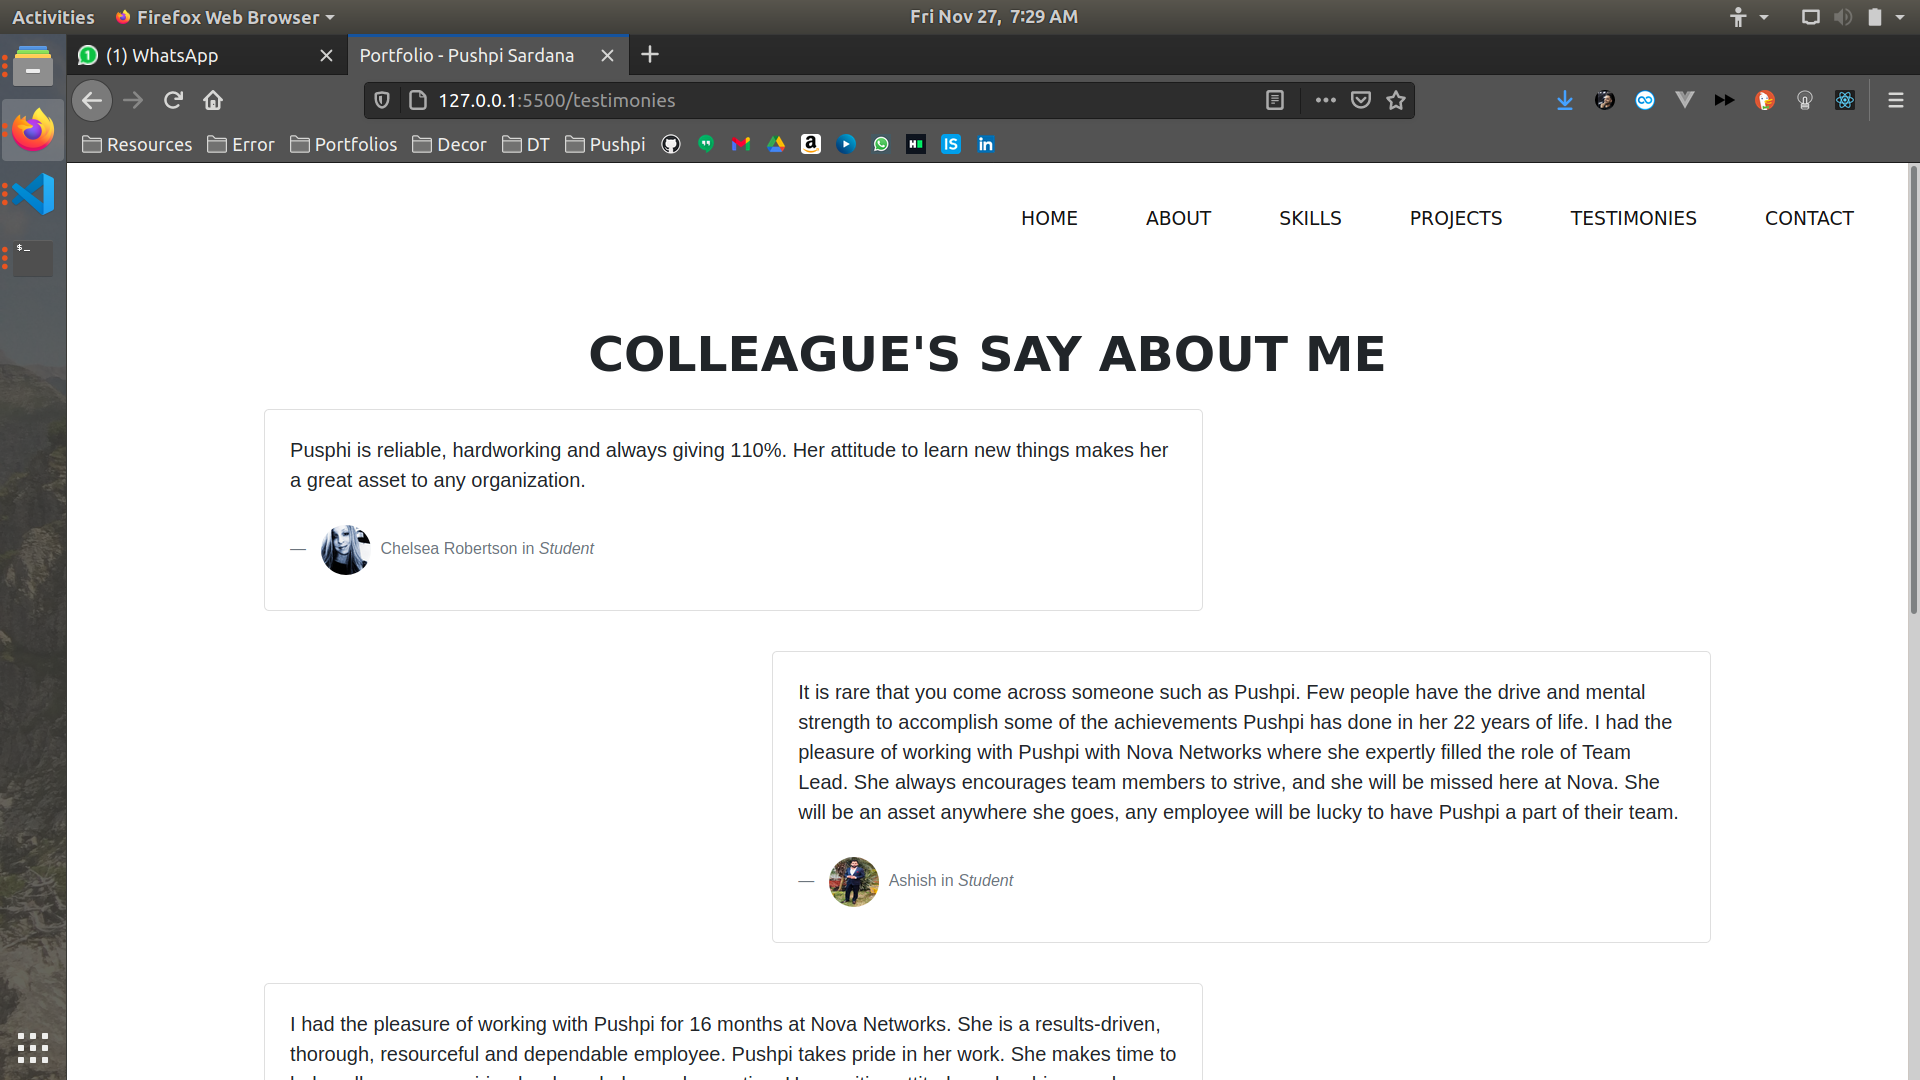 Activities Firefox Web Browser Fri Nov 27, 7:29 AM
(1) WhatsApp Portfolio - Pushpi Sardana
127.0.0.1:5500/testimonies
Resources Error Portfolios Decor DT Pushpi
HOME ABOUT SKILLS PROJECTS TESTIMONIES CONTACT
COLLEAGUE'S SAY ABOUT ME
Pusphi is reliable, hardworking and always giving 110%. Her attitude to learn new things makes her
a great asset to any organization.
— Chelsea Robertson in Student
It is rare that you come across someone such as Pushpi. Few people have the drive and mental
strength to accomplish some of the achievements Pushpi has done in her 22 years of life. I had the
pleasure of working with Pushpi with Nova Networks where she expertly filled the role of Team
Lead. She always encourages team members to strive, and she will be missed here at Nova. She
will be an asset anywhere she goes, any employee will be lucky to have Pushpi a part of their team.
— Ashish in Student
I had the pleasure of working with Pushpi for 16 months at Nova Networks. She is a results-driven,
thorough, resourceful and dependable employee. Pushpi takes pride in her work. She makes time to